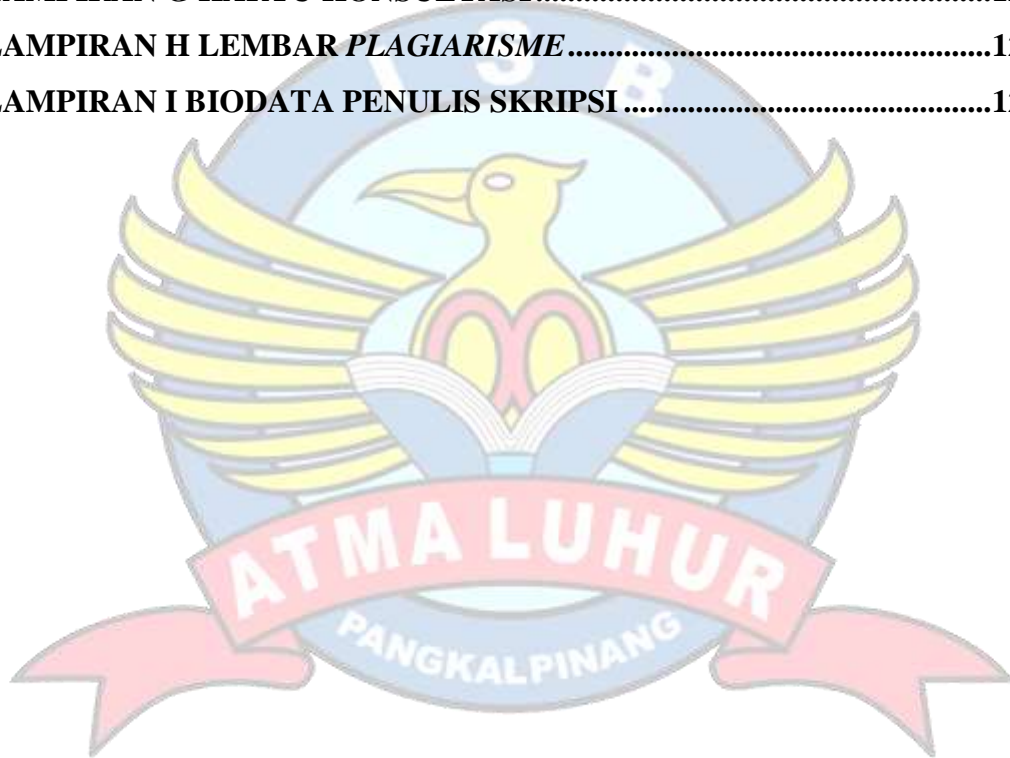 LAMPIRAN H LEMBAR PLAGIARISME
LAMPIRAN I BIODATA PENULIS SKRIPSI
I S B
ATMA LUHUR
PANGKALPINANG